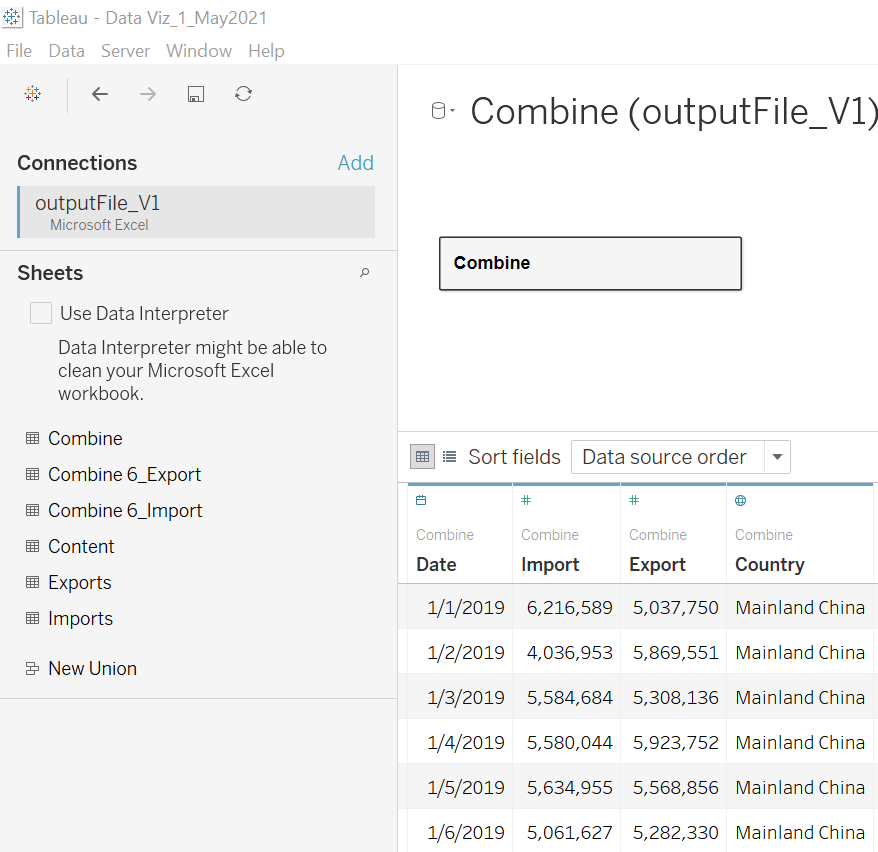 Tableau - Data Viz_1_May2021
File Data Server Window Help
Connections Add
outputFile_V1
Microsoft Excel
Sheets
Use Data Interpreter
Data Interpreter might be able to
clean your Microsoft Excel
workbook.
Combine
Combine 6_Export
Combine 6_Import
Content
Exports
Imports
New Union
Combine (outputFile_V1)
Combine
Sort fields Data source order
Combine Combine Combine Combine
Date Import Export Country
1/1/2019 6,216,589 5,037,750 Mainland China
1/2/2019 4,036,953 5,869,551 Mainland China
1/3/2019 5,584,684 5,308,136 Mainland China
1/4/2019 5,580,044 5,923,752 Mainland China
1/5/2019 5,634,955 5,568,856 Mainland China
1/6/2019 5,061,627 5,282,330 Mainland China